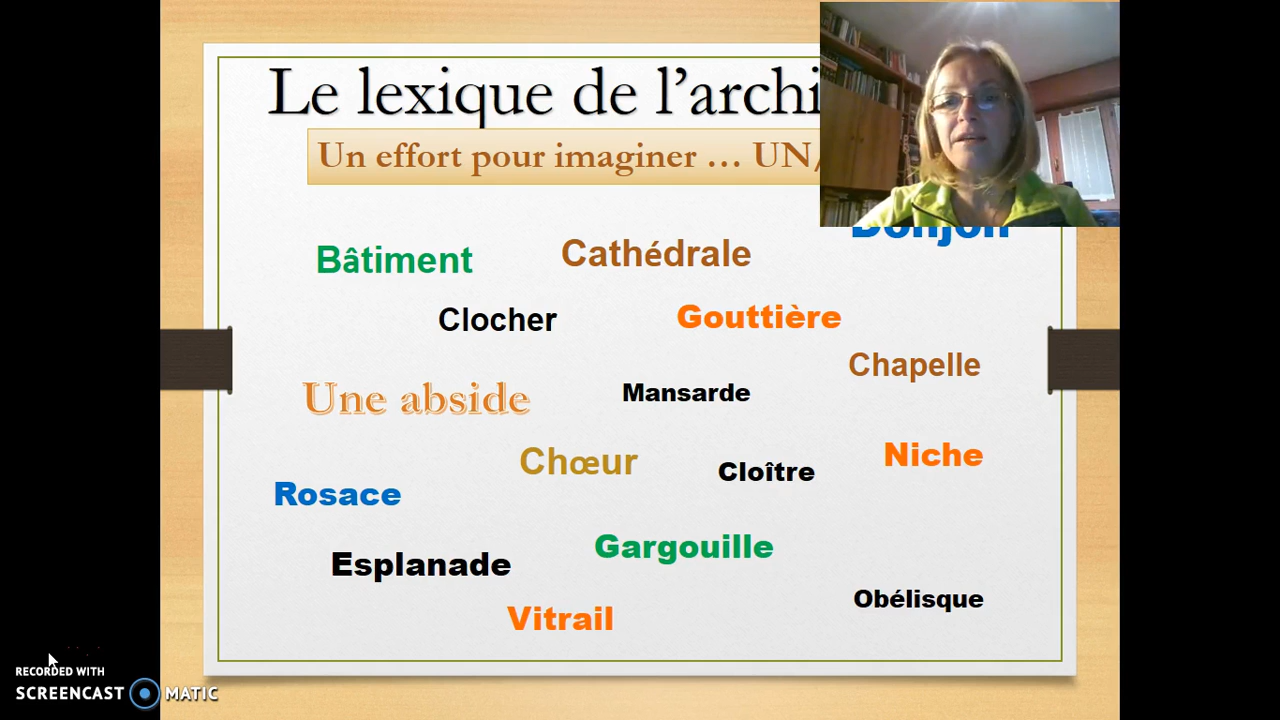 Le lexique de l’archi
Un effort pour imaginer … UN/
Donjon
Bâtiment
Cathédrale
Clocher
Gouttière
Chapelle
Une abside
Mansarde
Chœur
Cloître
Niche
Rosace
Gargouille
Esplanade
Obélisque
Vitrail
RECORDED WITH
SCREENCAST MATIC